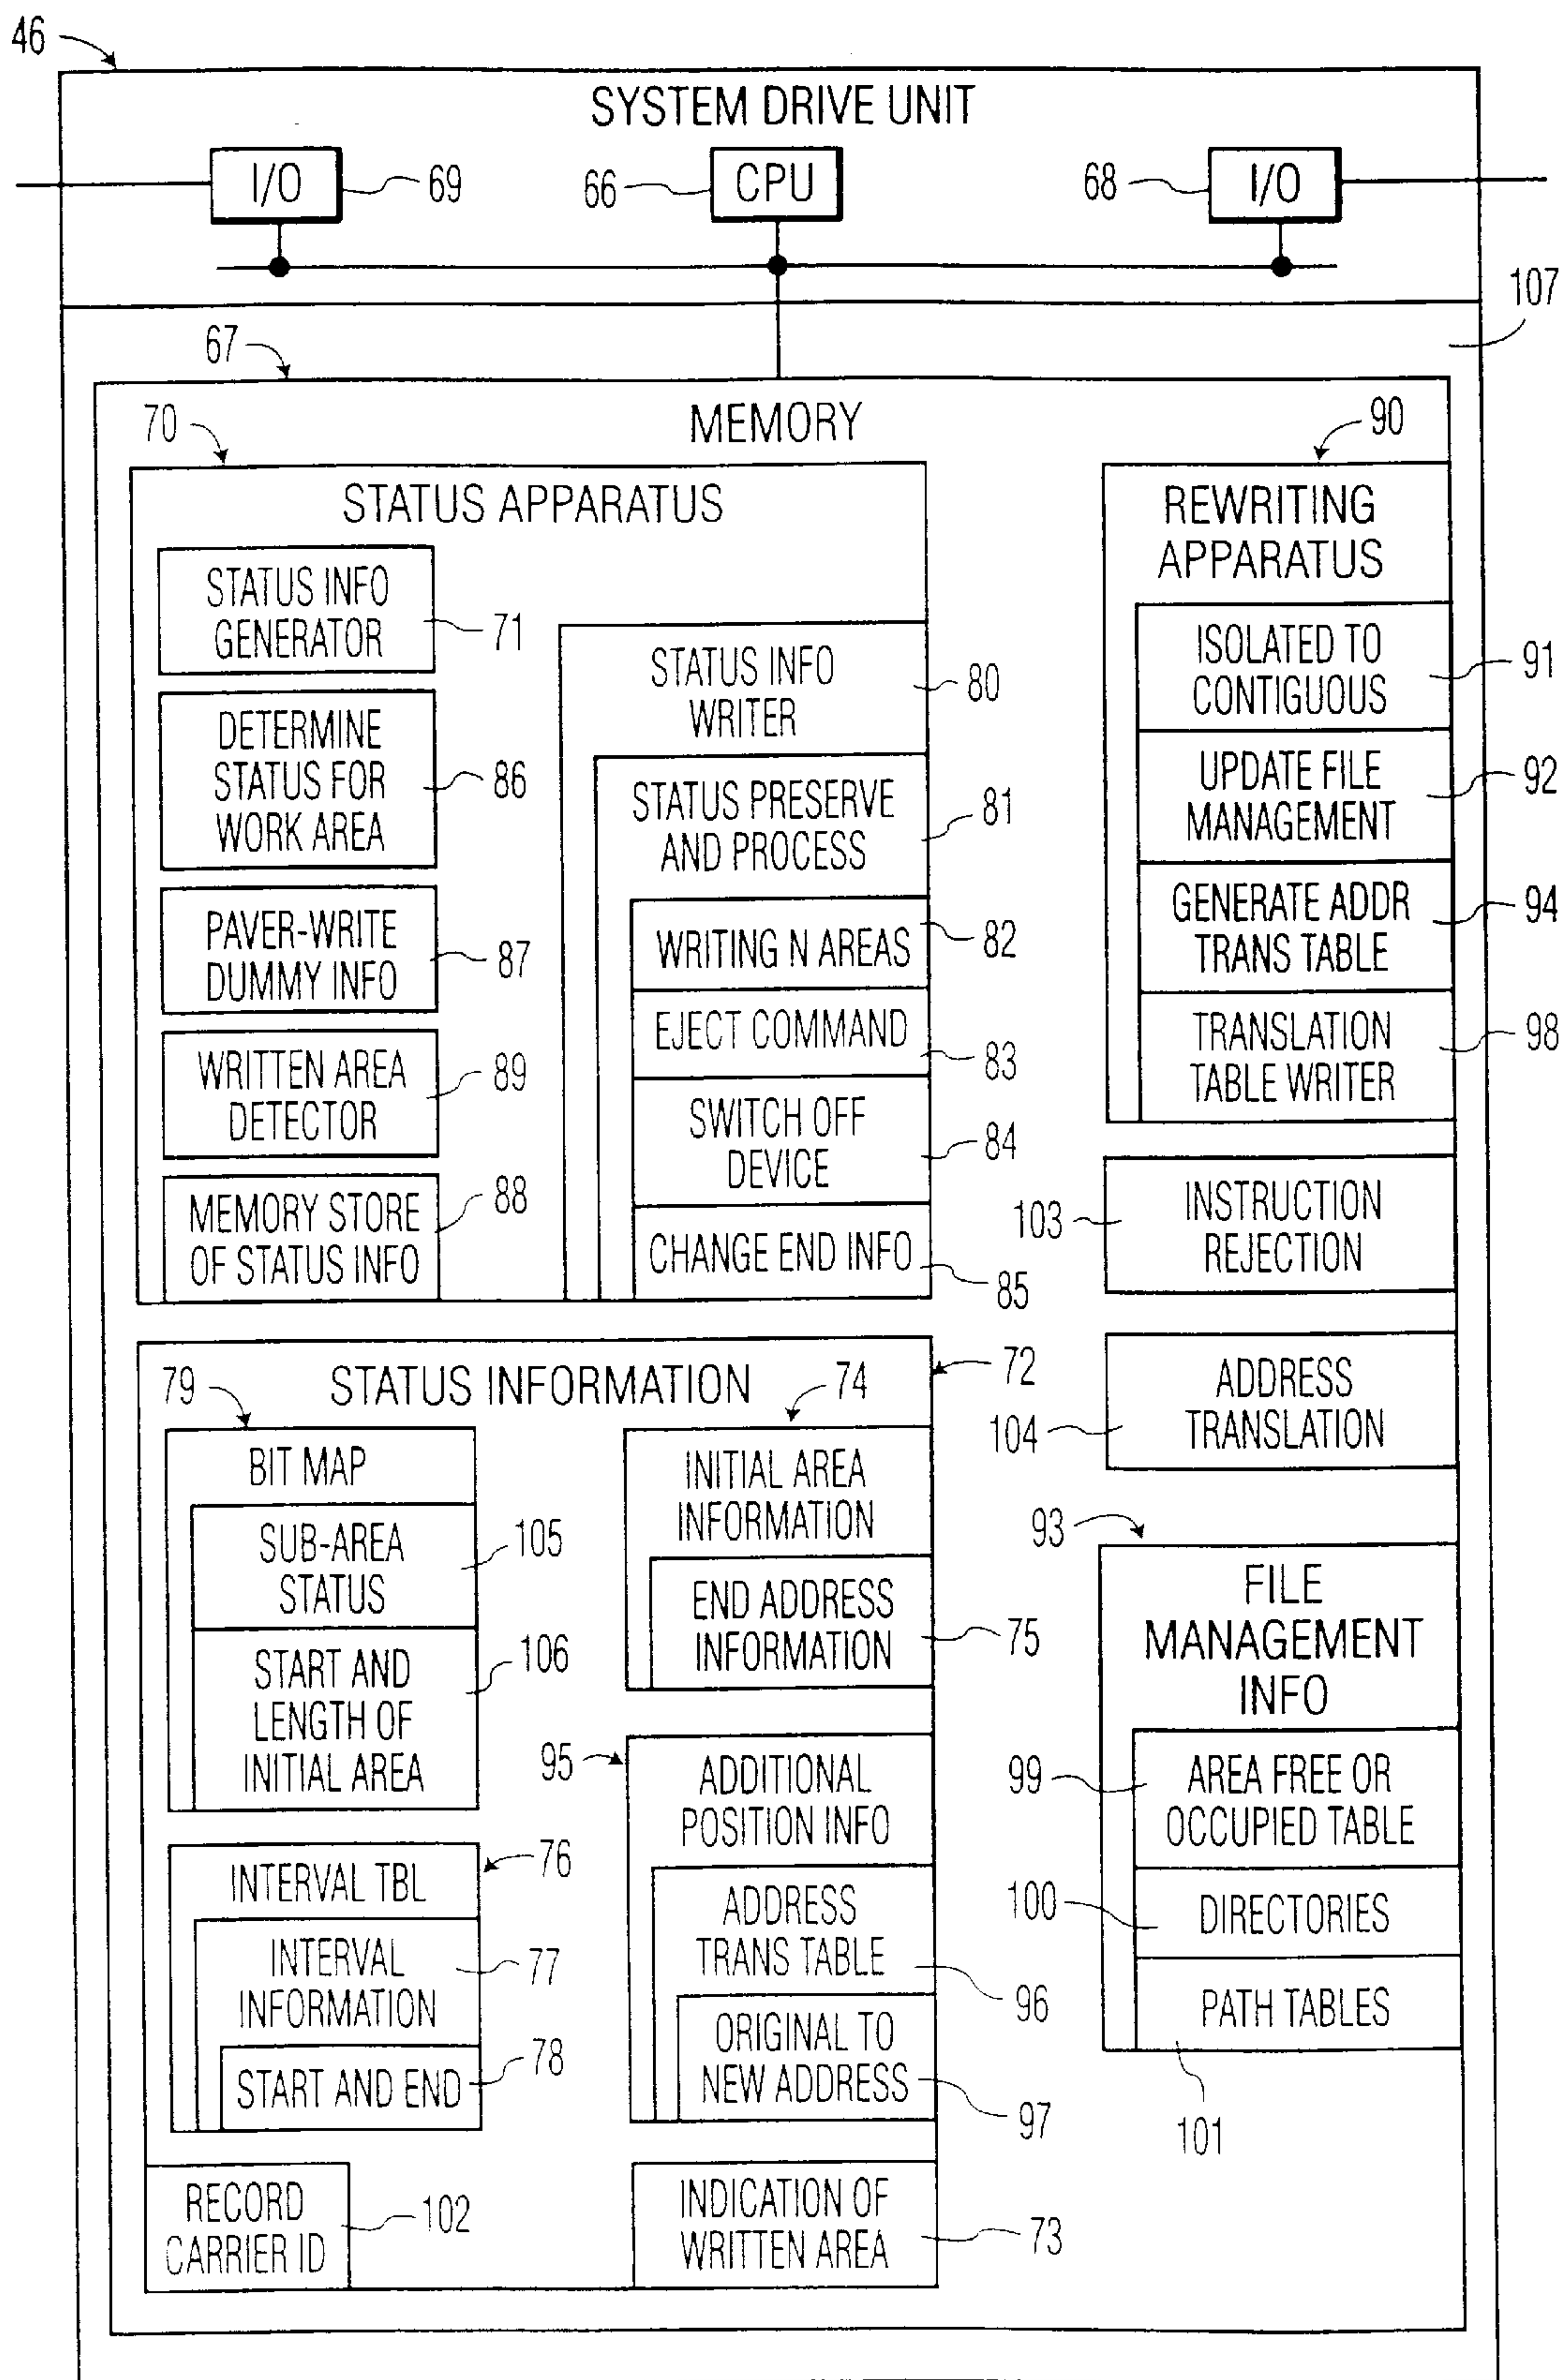 46
SYSTEM DRIVE UNIT
I/O
69
66
CPU
68
I/O
107
67
MEMORY
70
STATUS APPARATUS
STATUS INFO
GENERATOR
71
DETERMINE
STATUS FOR
WORK AREA
86
PAVER-WRITE
DUMMY INFO
87
WRITTEN AREA
DETECTOR
89
MEMORY STORE
OF STATUS INFO
88
STATUS INFO
WRITER
80
STATUS PRESERVE
AND PROCESS
81
WRITING N AREAS
82
EJECT COMMAND
83
SWITCH OFF
DEVICE
84
CHANGE END INFO
85
90
REWRITING
APPARATUS
ISOLATED TO
CONTIGUOUS
91
UPDATE FILE
MANAGEMENT
92
GENERATE ADDR
TRANS TABLE
94
TRANSLATION
TABLE WRITER
98
103
INSTRUCTION
REJECTION
104
ADDRESS
TRANSLATION
72
STATUS INFORMATION
79
BIT MAP
SUB-AREA
STATUS
105
START AND
LENGTH OF
INITIAL AREA
106
INTERVAL TBL
76
INTERVAL
INFORMATION
77
START AND END
78
RECORD
CARRIER ID
102
74
INITIAL AREA
INFORMATION
END ADDRESS
INFORMATION
75
95
ADDITIONAL
POSITION INFO
ADDRESS
TRANS TABLE
96
ORIGINAL TO
NEW ADDRESS
97
INDICATION OF
WRITTEN AREA
73
93
FILE
MANAGEMENT
INFO
99
AREA FREE OR
OCCUPIED TABLE
100
DIRECTORIES
PATH TABLES
101